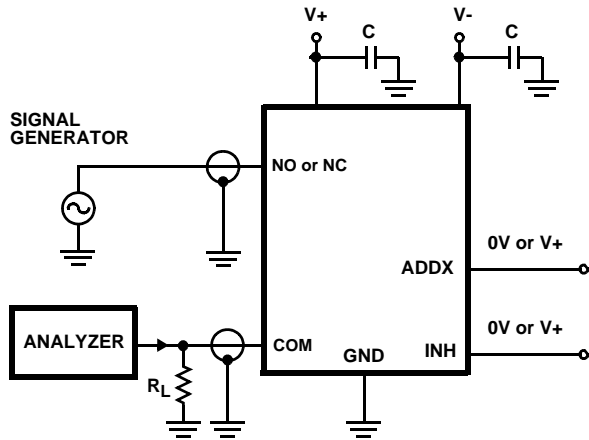 V+
C
V-
C
SIGNAL
GENERATOR
NO or NC
0V or V+
ADDX
0V or V+
ANALYZER
COM
INH
GND
RL